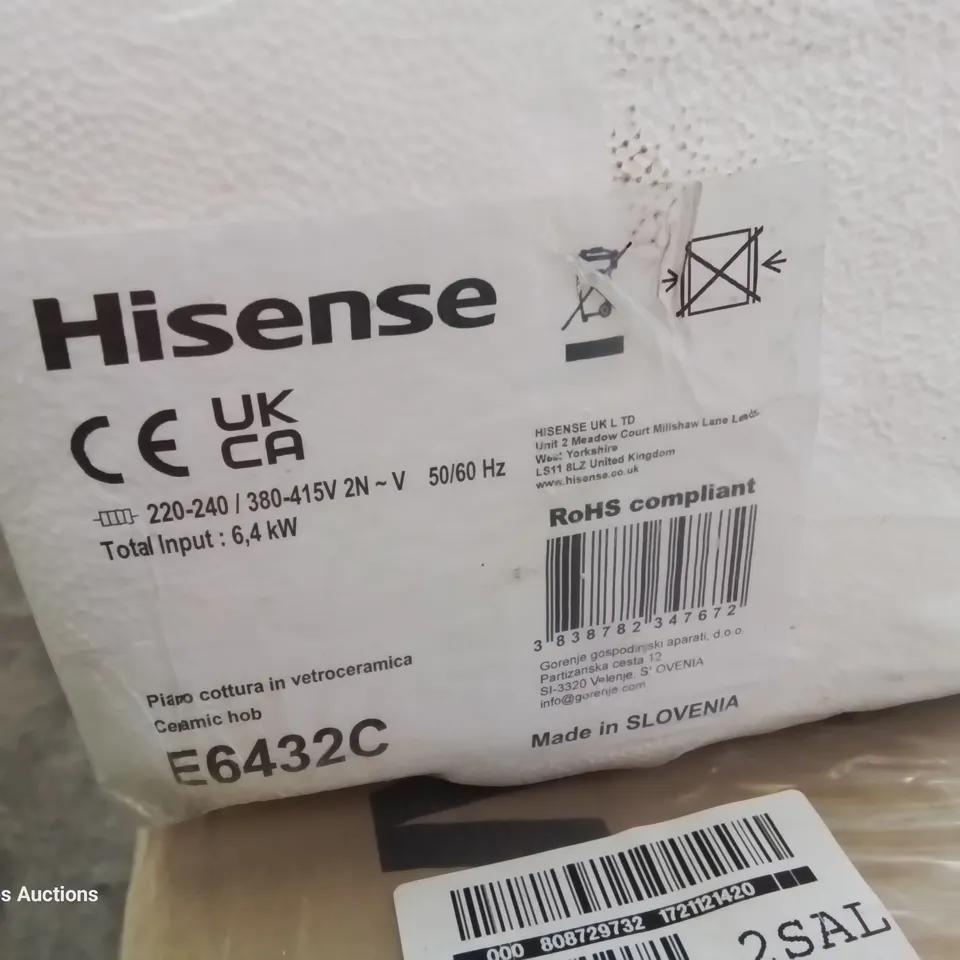 Hisense
CE UK
CA
220-240 / 380-415V 2N ~ V 50/60 Hz
Total Input : 6,4 kW
HISENSE UK L TD
Unit 2 Meadow Court Millshaw Lane Leeds
West Yorkshire
LS11 8LZ United Kingdom
www.hisense.co.uk
RoHS compliant
3 838782 347672
Gorenje gospodinjski aparati, d.o.o.
Partizanska cesta 12
SI-3320 Velenje, S OVENIA
info@gorenje.com
Made in SLOVENIA
Piano cottura in vetroceramica
Ceramic hob
E6432C
s Auctions
000 808729732 1721121420
2SAL